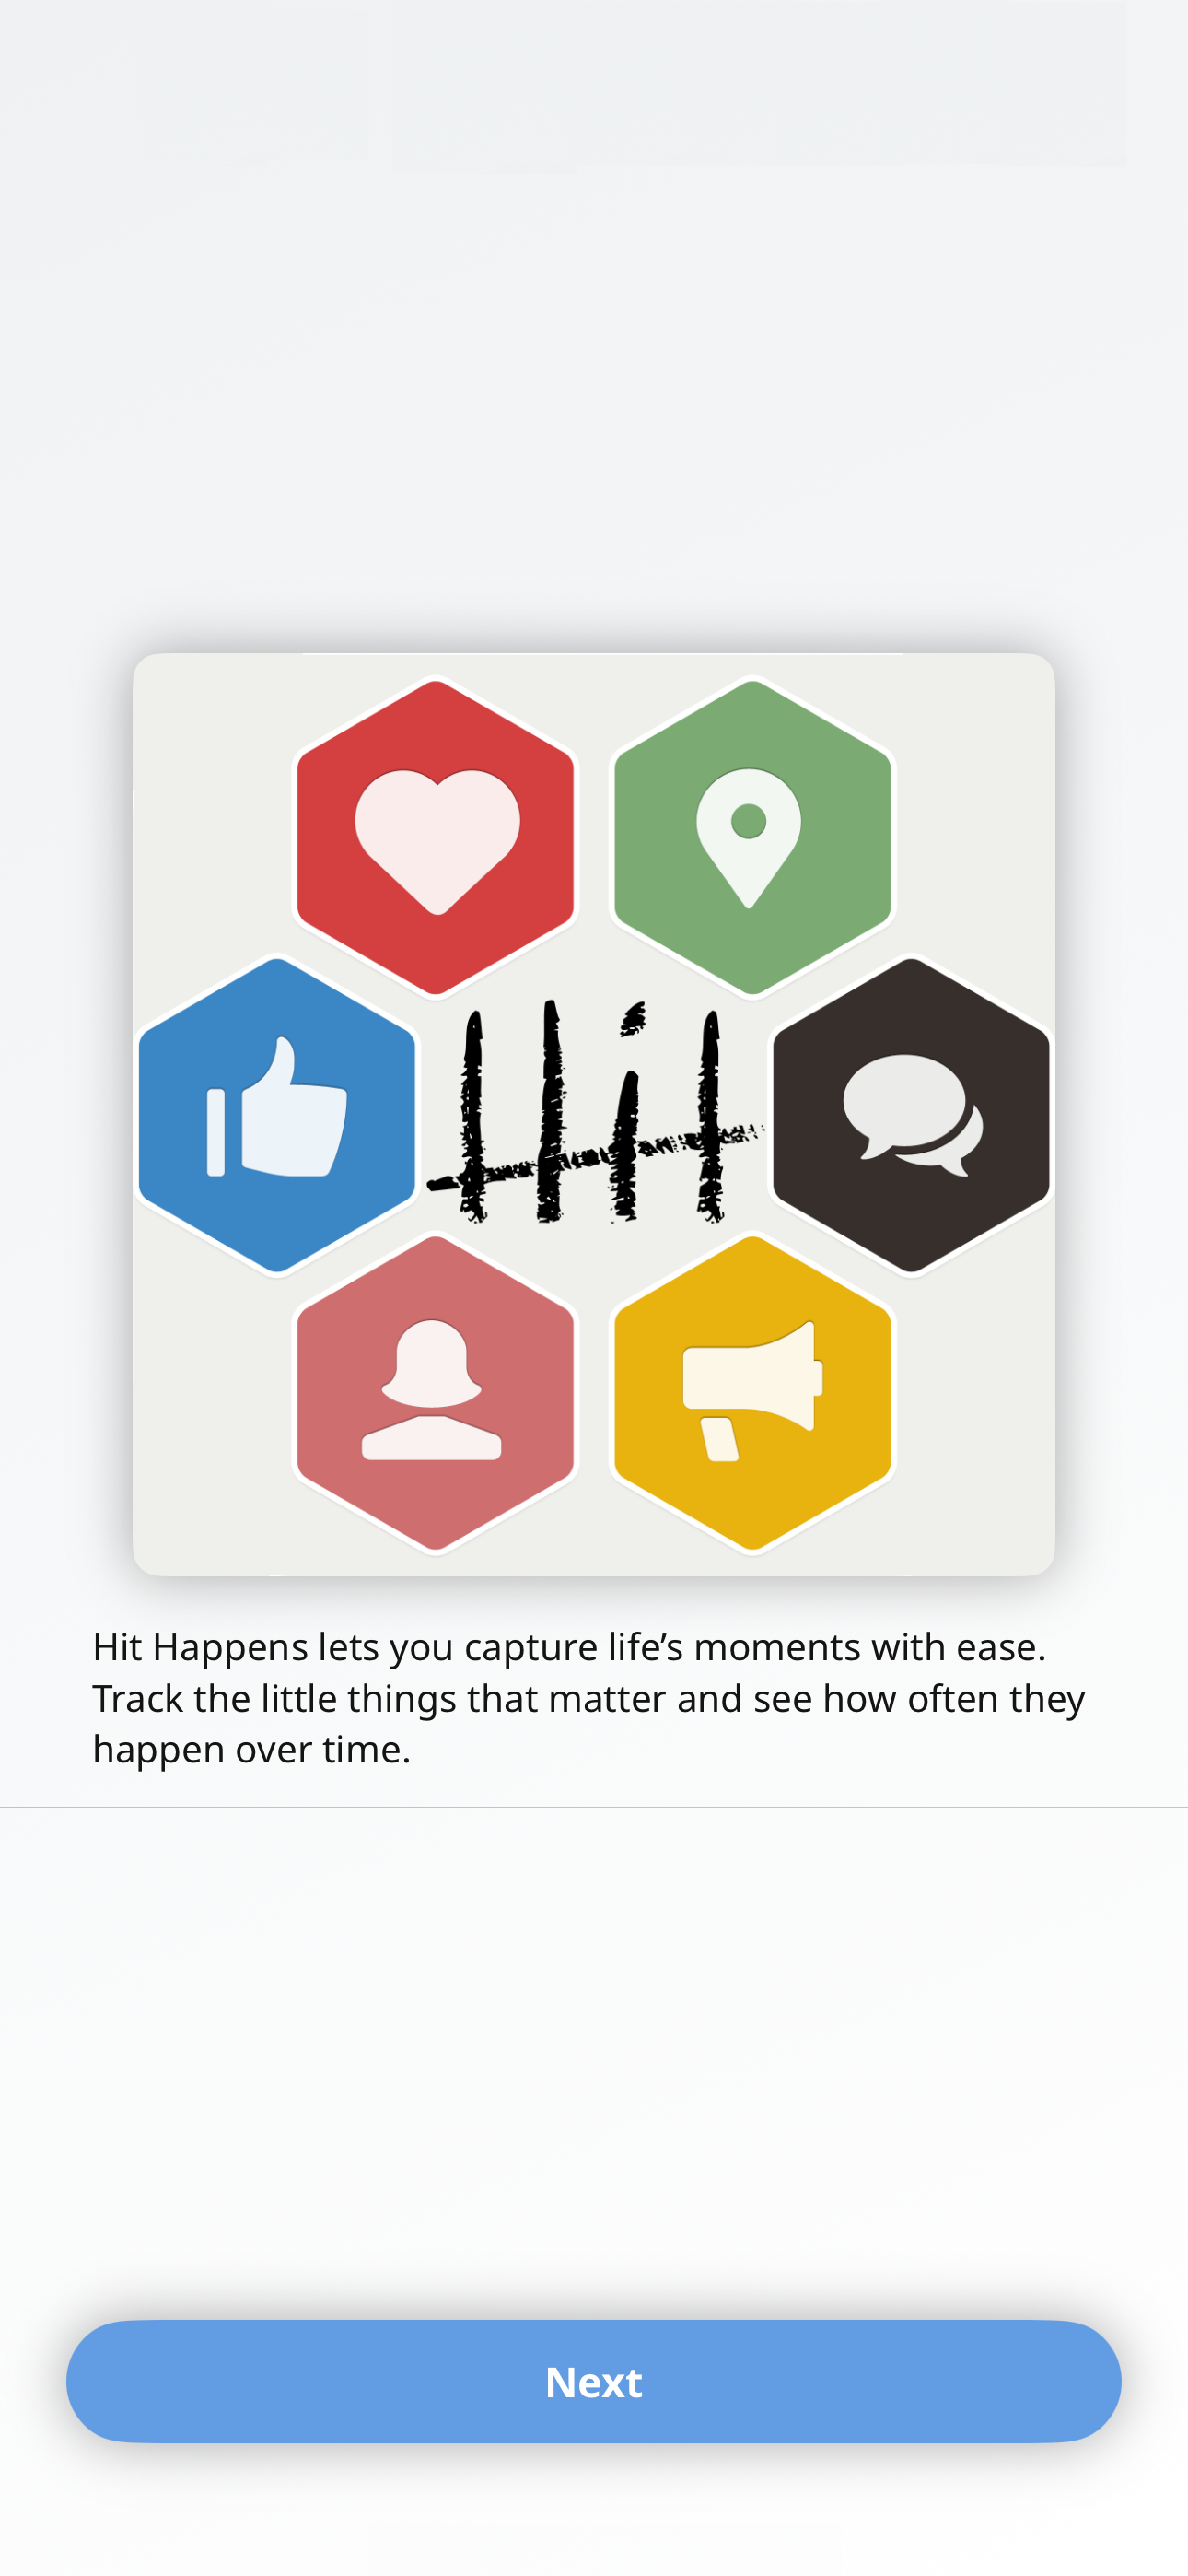 Hit
Hit Happens lets you capture life’s moments with ease.
Track the little things that matter and see how often they
happen over time.
Next